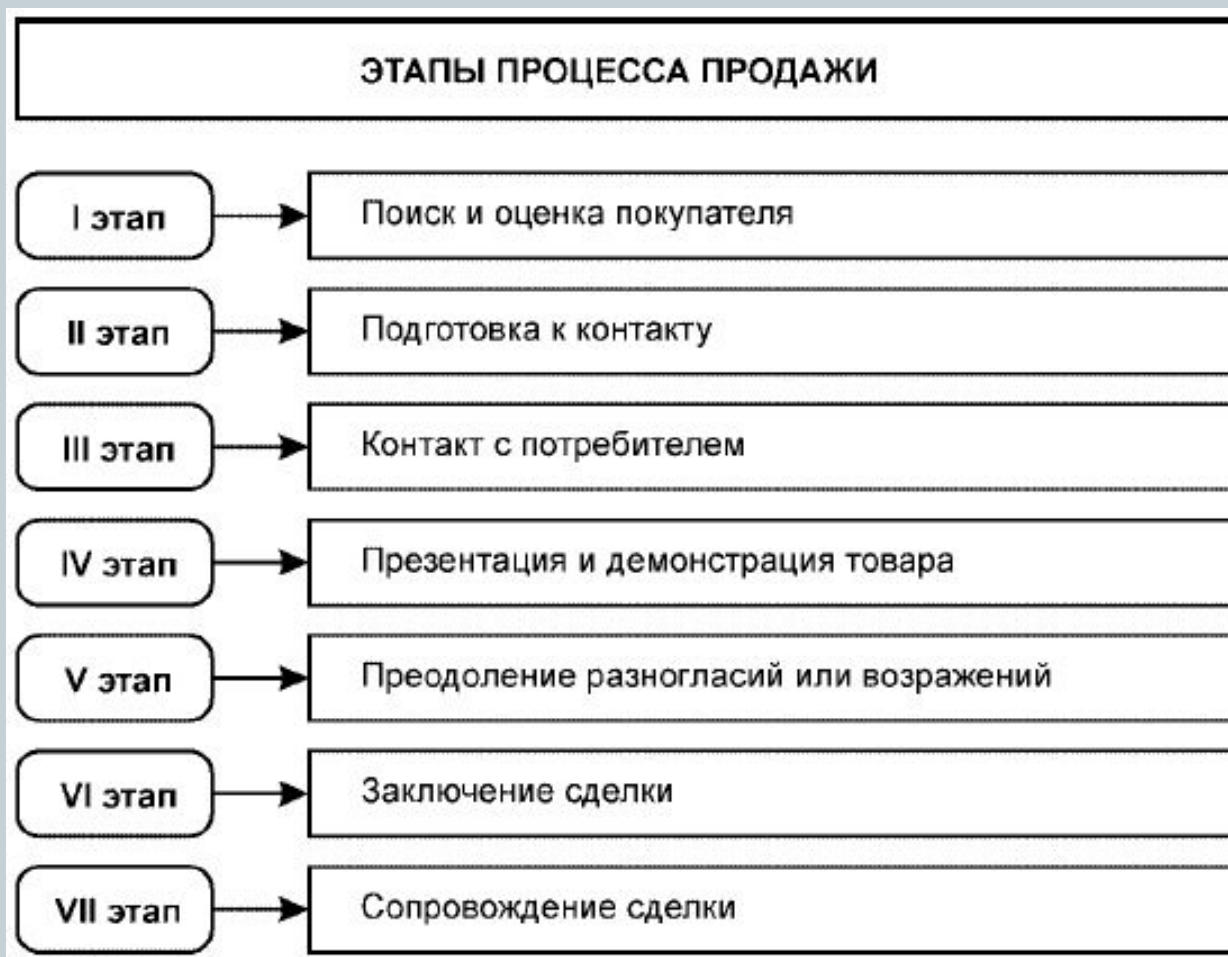 ЭТАПЫ ПРОЦЕССА ПРОДАЖИ
I этап Поиск и оценка покупателя
II этап Подготовка к контакту
III этап Контакт с потребителем
IV этап Презентация и демонстрация товара
V этап Преодоление разногласий или возражений
VI этап Заключение сделки
VII этап Сопровождение сделки